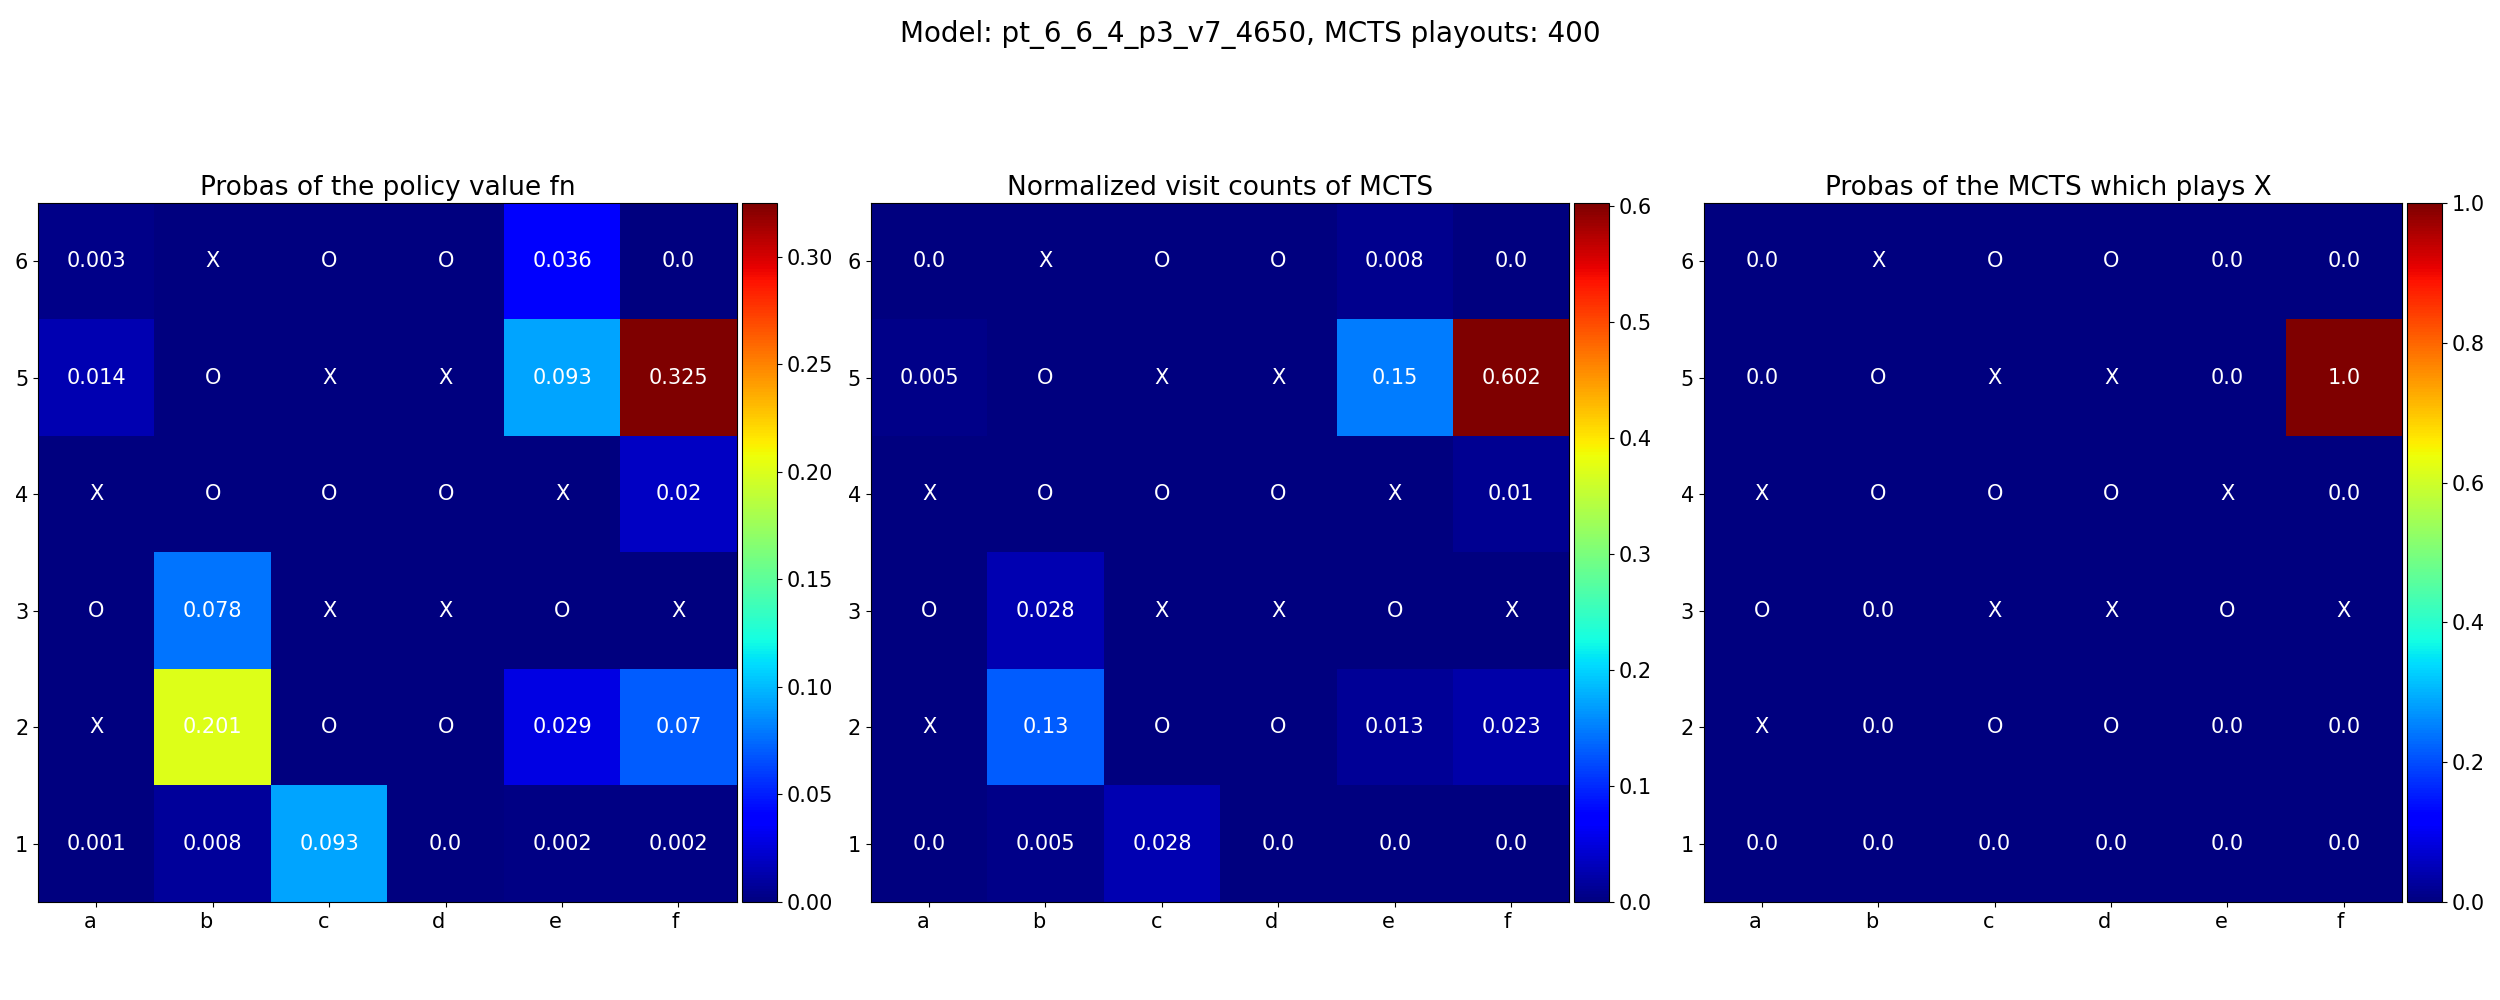 Model: pt_6_6_4_p3_v7_4650, MCTS playouts: 400
Probas of the policy value fn
6 0.003 X O O 0.036 0.0
5 0.014 O X X 0.093 0.325
4 X O O O X 0.02
3 O 0.078 X X O X
2 X 0.201 O O 0.029 0.07
1 0.001 0.008 0.093 0.0 0.002 0.002
a b c d e f
0.30
0.25
0.20
0.15
0.10
0.05
0.00
Normalized visit counts of MCTS
6 0.0 X O O 0.008 0.0
5 0.005 O X X 0.15 0.602
4 X O O O X 0.01
3 O 0.028 X X O X
2 X 0.13 O O 0.013 0.023
1 0.0 0.005 0.028 0.0 0.0 0.0
a b c d e f
0.6
0.5
0.4
0.3
0.2
0.1
0.0
Probas of the MCTS which plays X
6 0.0 X O O 0.0 0.0
5 0.0 O X X 0.0 1.0
4 X O O O X 0.0
3 O 0.0 X X O X
2 X 0.0 O O 0.0 0.0
1 0.0 0.0 0.0 0.0 0.0 0.0
a b c d e f
1.0
0.8
0.6
0.4
0.2
0.0